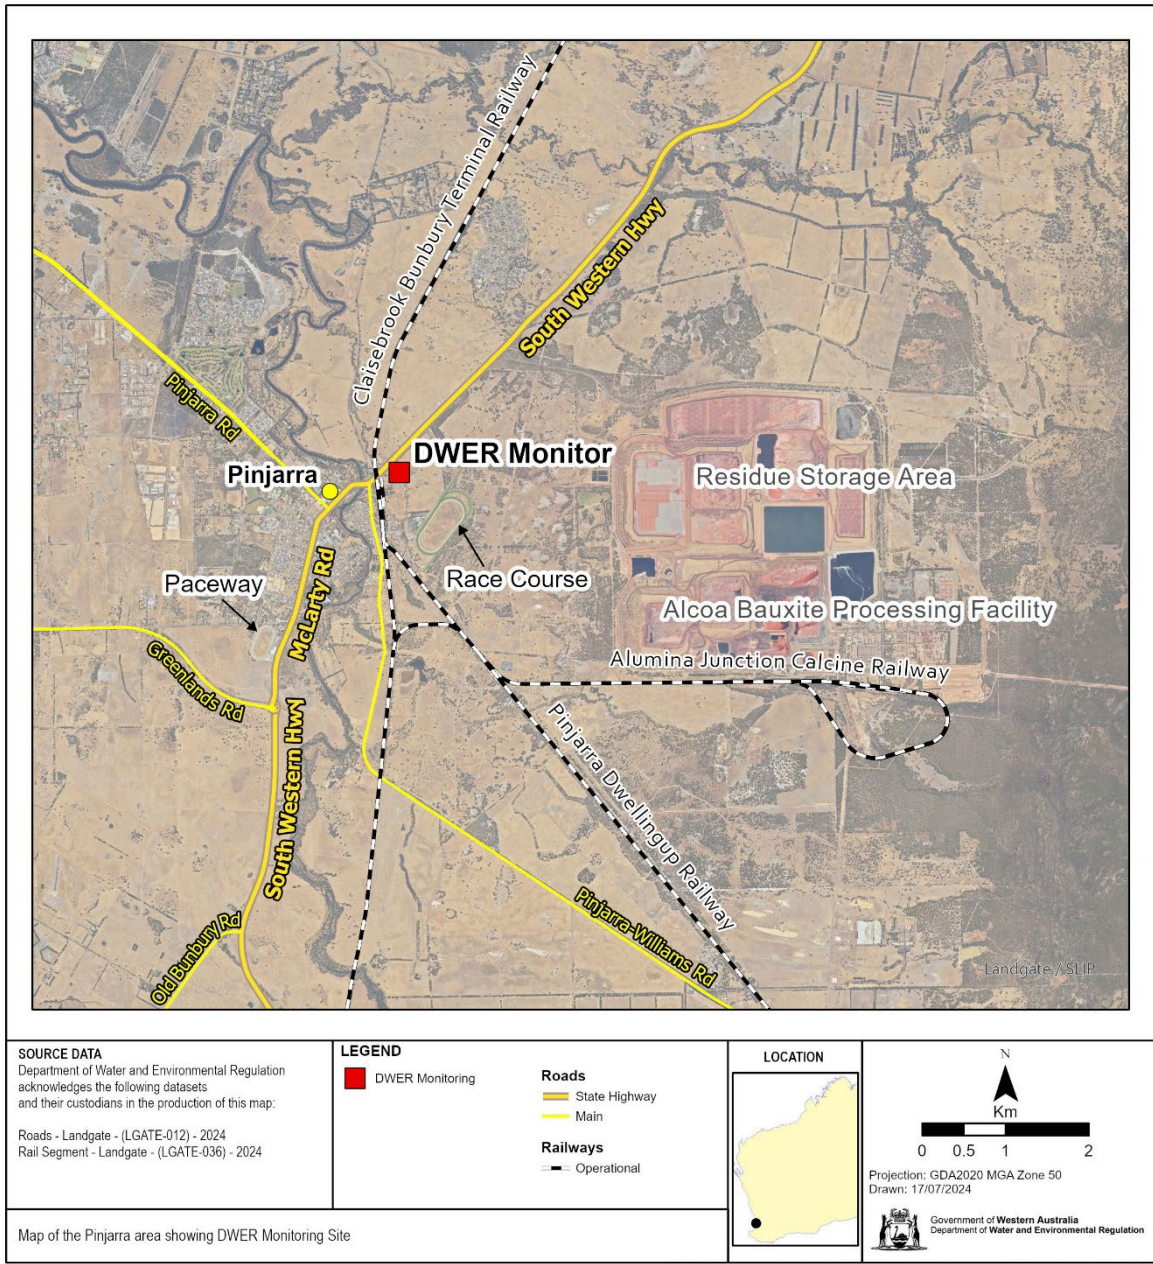 Claisebrook Bunbury Terminal Railway
South Western Hwy
Pinjarra Rd
DWER Monitor
Pinjarra
Residue Storage Area
Race Course
Paceway
McLarty Rd
Alcoa Bauxite Processing Facility
Alumina Junction Calcine Railway
Greenlands Rd
South Western Hwy
Pinjarra Dwellingup Railway
Pinjarra-Williams Rd
Old Bunbury Rd
Landgate / SLIP
SOURCE DATA
Department of Water and Environmental Regulation
acknowledges the following datasets
and their custodians in the production of this map:
Roads - Landgate - (LGATE-012) - 2024
Rail Segment - Landgate - (LGATE-036) - 2024
LEGEND
DWER Monitoring
Roads
State Highway
Main
Railways
Operational
LOCATION
N
Km
0 0.5 1 2
Projection: GDA2020 MGA Zone 50
Drawn: 17/07/2024
Government of Western Australia
Department of Water and Environmental Regulation
Map of the Pinjarra area showing DWER Monitoring Site